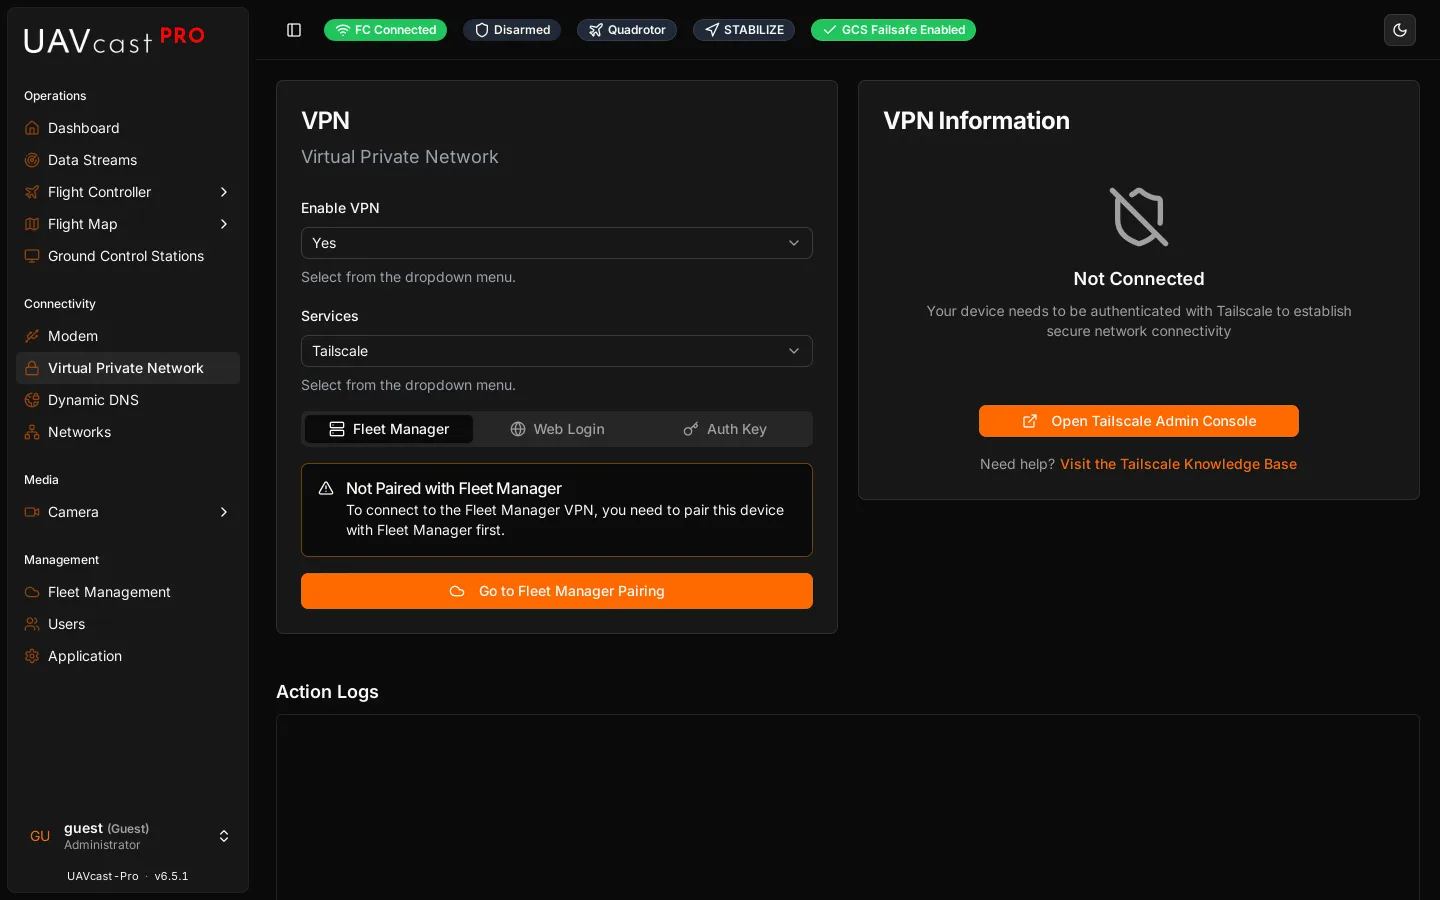 UAVcast PRO
Operations
Dashboard
Data Streams
Flight Controller
Flight Map
Ground Control Stations
Connectivity
Modem
Virtual Private Network
Dynamic DNS
Networks
Media
Camera
Management
Fleet Management
Users
Application
GU
guest (Guest)
Administrator
UAVcast-Pro · v6.5.1
FC Connected
Disarmed
Quadrotor
STABILIZE
GCS Failsafe Enabled
VPN
Virtual Private Network
Enable VPN
Yes
Select from the dropdown menu.
Services
Tailscale
Select from the dropdown menu.
Fleet Manager
Web Login
Auth Key
Not Paired with Fleet Manager
To connect to the Fleet Manager VPN, you need to pair this device
with Fleet Manager first.
Go to Fleet Manager Pairing
VPN Information
Not Connected
Your device needs to be authenticated with Tailscale to establish
secure network connectivity
Open Tailscale Admin Console
Need help? Visit the Tailscale Knowledge Base
Action Logs